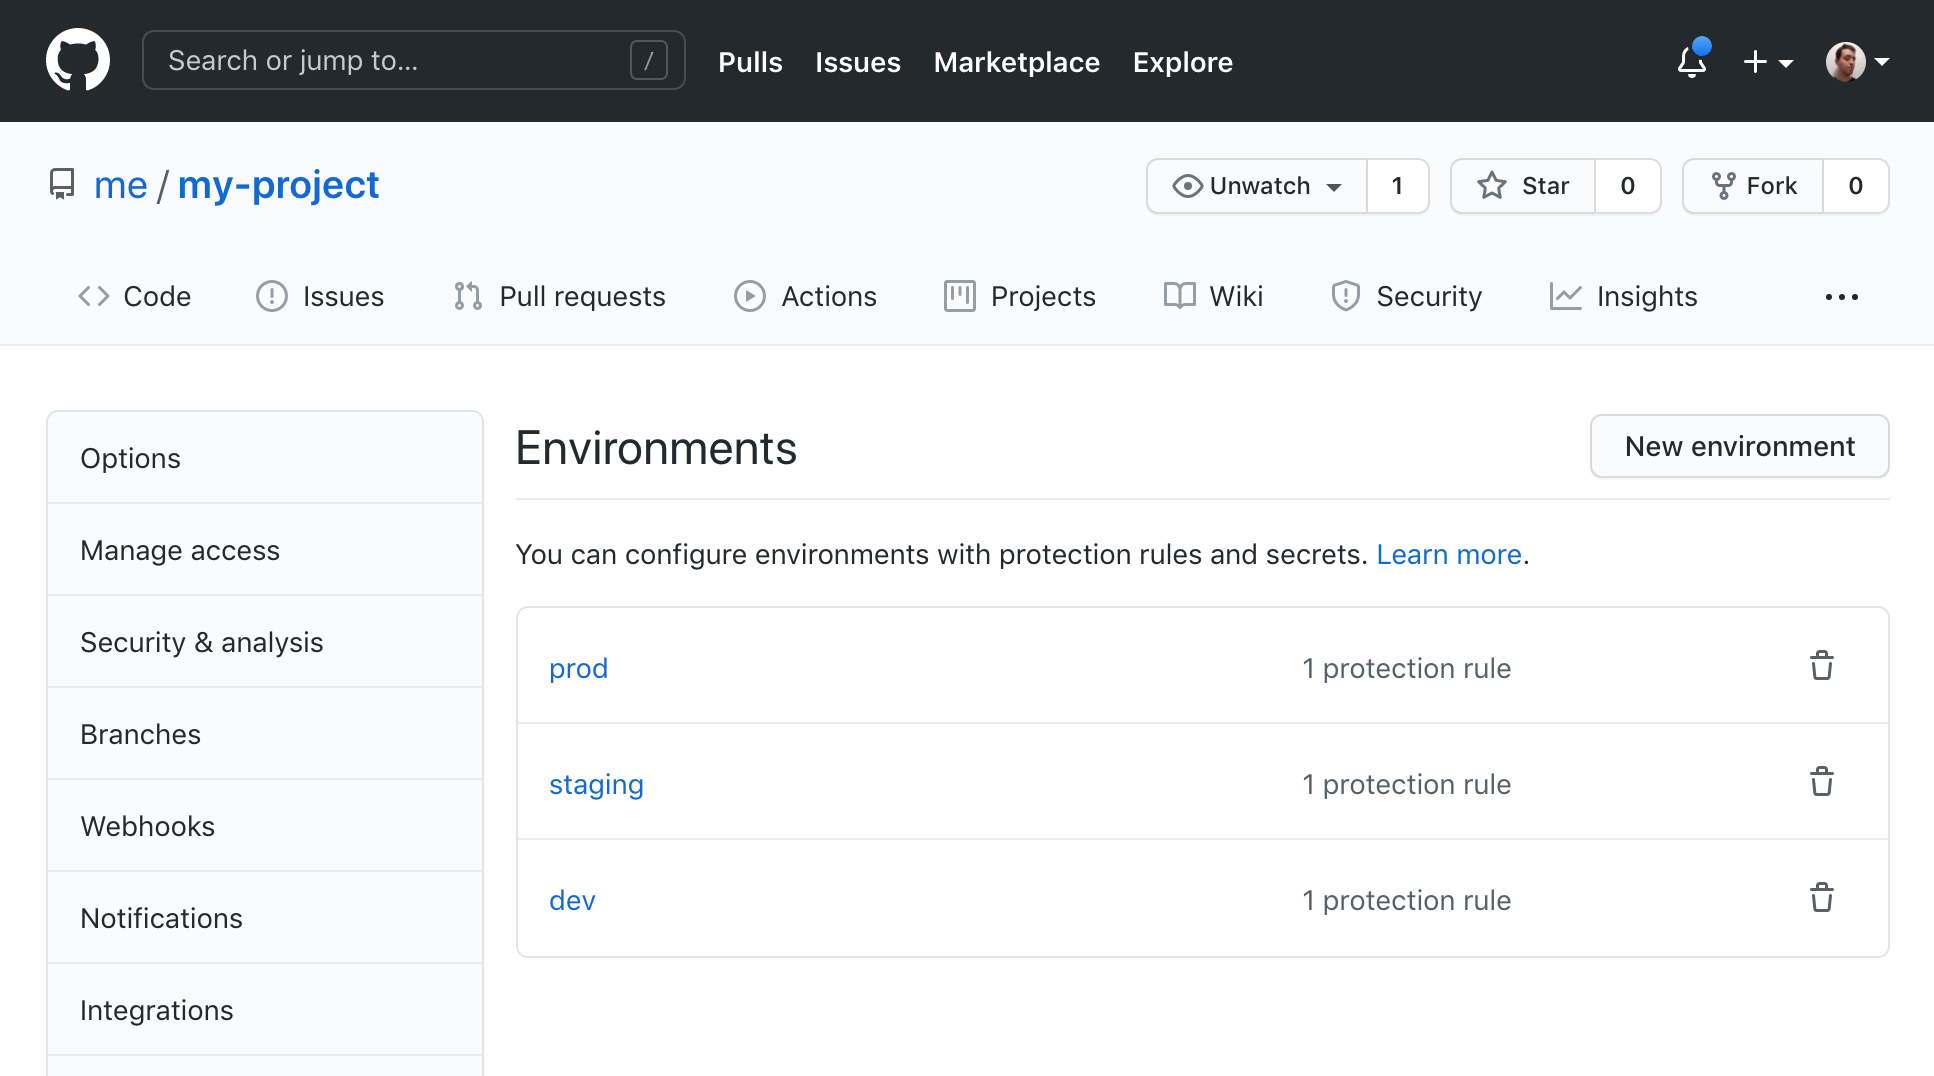 Search or jump to... /
Pulls Issues Marketplace Explore
me / my-project
Unwatch 1 Star 0 Fork 0
Code Issues Pull requests Actions Projects Wiki Security Insights
Options
Manage access
Security & analysis
Branches
Webhooks
Notifications
Integrations
Environments
New environment
You can configure environments with protection rules and secrets. Learn more.
prod 1 protection rule
staging 1 protection rule
dev 1 protection rule